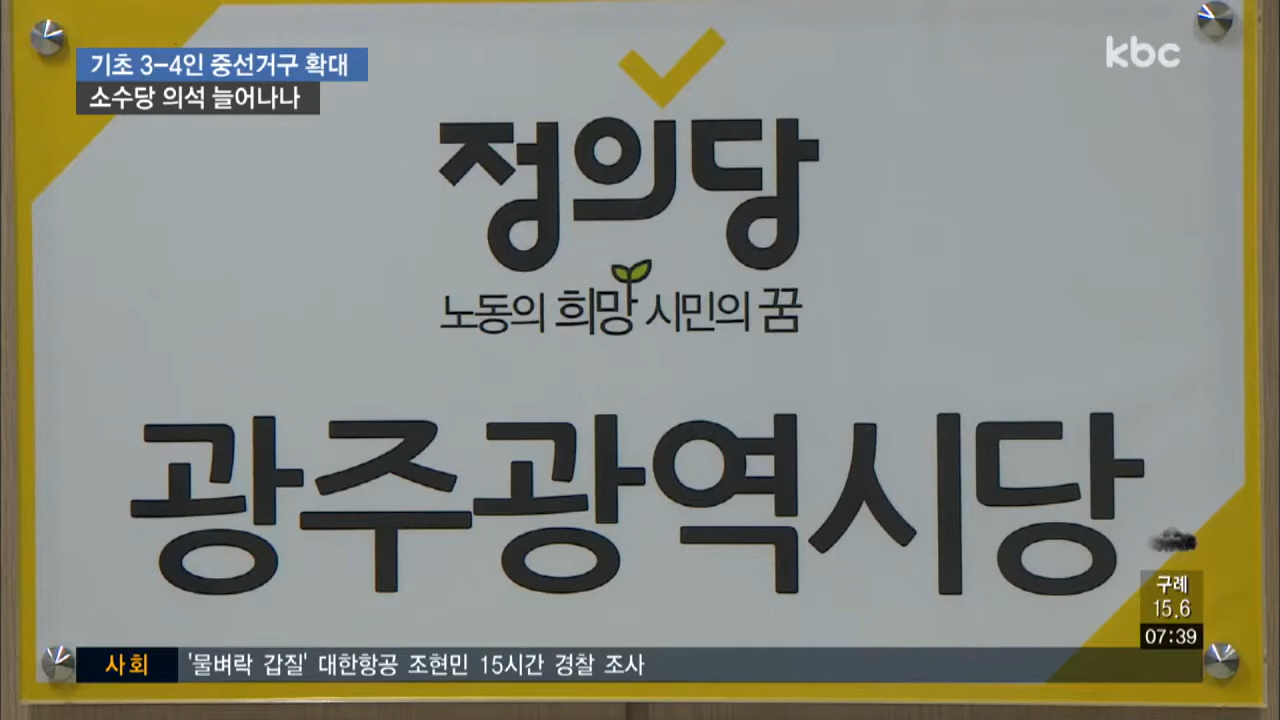 기초 3-4인 중선거구 확대
소수당 의석 늘어나나
kbc
정의당
노동의 희망 시민의 꿈
광주광역시당
구례
15.6
07:39
사회 '물벼락 갑질' 대한항공 조현민 15시간 경찰 조사